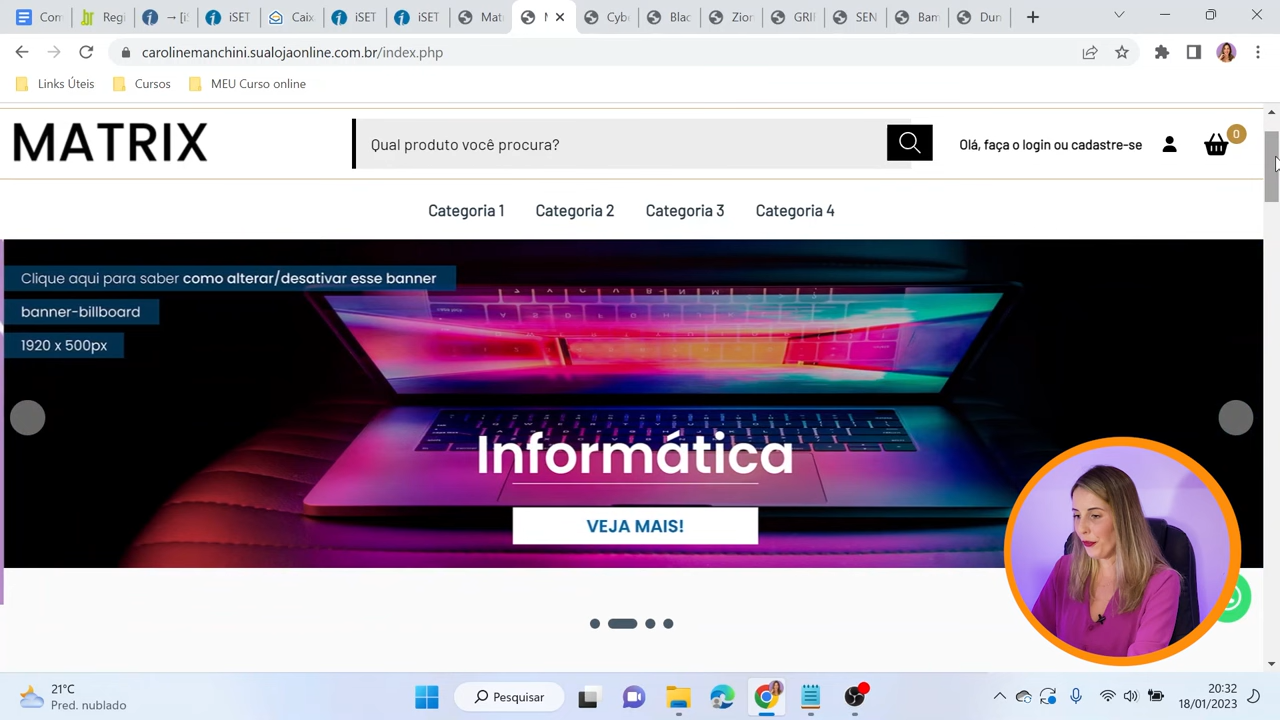 Com
Regi
→ [E
iSET
Caix
iSET
iSET
Mat
Cyb
Blac
Zior
GRI
SEN
Bam
Dun
carolinemanchini.sualojaonline.com.br/index.php
Links Úteis
Cursos
MEU Curso online
MATRIX
Qual produto você procura?
Olá, faça o login ou cadastre-se
0
Categoria 1
Categoria 2
Categoria 3
Categoria 4
Clique aqui para saber como alterar/desativar esse banner
banner-billboard
1920 x 500px
Informática
VEJA MAIS!
21°C
Pred. nublado
Pesquisar
20:32
18/01/2023